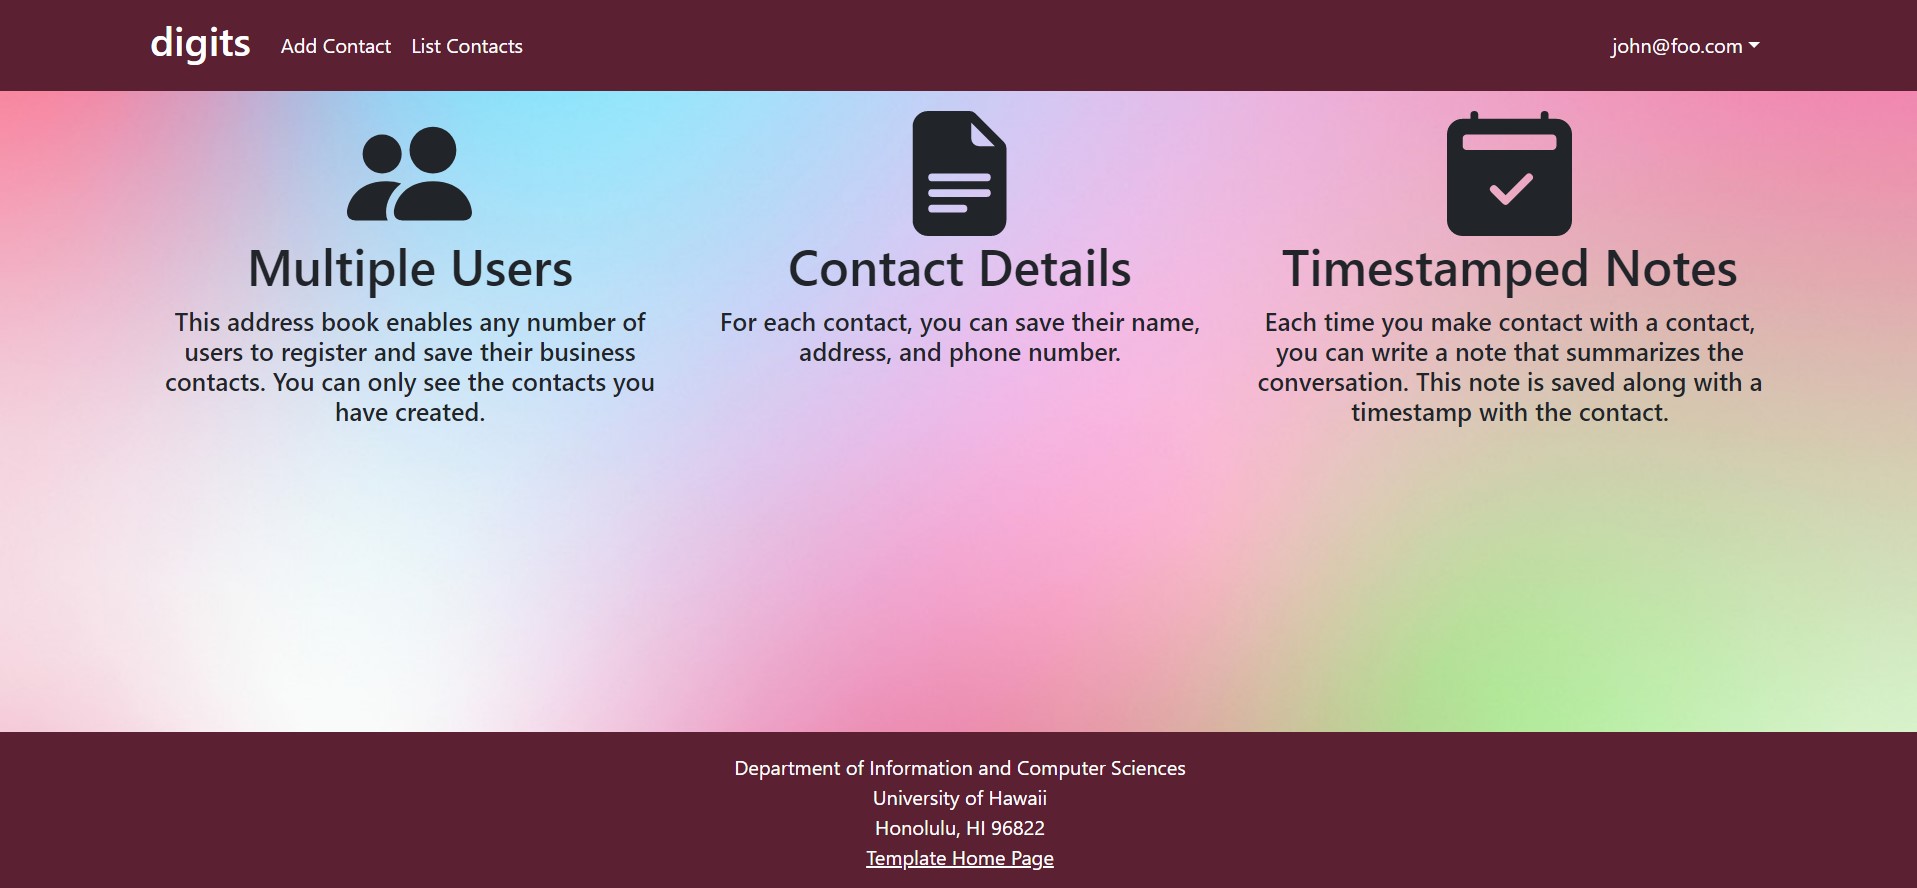 digits
Add Contact
List Contacts
john@foo.com
Multiple Users
This address book enables any number of
users to register and save their business
contacts. You can only see the contacts you
have created.
Contact Details
For each contact, you can save their name,
address, and phone number.
Timestamped Notes
Each time you make contact with a contact,
you can write a note that summarizes the
conversation. This note is saved along with a
timestamp with the contact.
Department of Information and Computer Sciences
University of Hawaii
Honolulu, HI 96822
Template Home Page